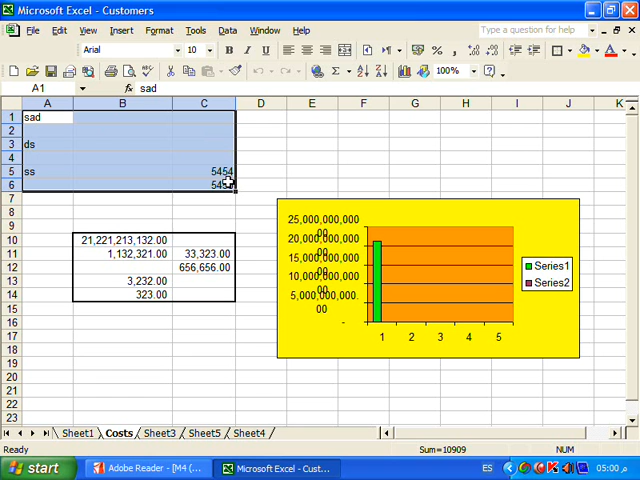 Microsoft Excel - Customers
File Edit View Insert Format Tools Data Window Help
Type a question for help
Arial 10 B I U
100%
A1 fx sad
A B C D E F G H I J K
1 sad
2
3 ds
4
5 ss 5454
6
7
8
9
10 21,221,213,132.00
11 1,132,321.00 33,323.00
12 656,656.00
13 3,232.00
14 323.00
15
16
17
18
19
20
21
22
23
25,000,000,000.00
20,000,000,000.00
15,000,000,000.00
10,000,000,000.00
5,000,000,000.00
-
1 2 3 4 5
Series1
Series2
Sheet1 Costs Sheet3 Sheet5 Sheet4
Ready Sum=10909 NUM
start Adobe Reader - [M4 (... Microsoft Excel - Cust... ES 05:00 م